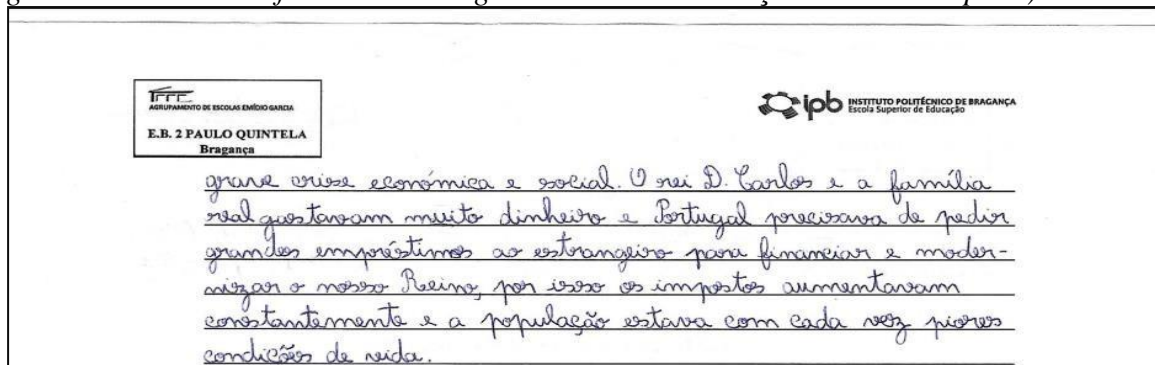 AGRUPAMENTO DE ESCOLAS EMÍDIO GARCIA
E.B. 2 PAULO QUINTELA
Bragança
ipb INSTITUTO POLITÉCNICO DE BRAGANÇA
Escola Superior de Educação
grave crise económica e social. O rei D. Carlos e a família
real gastavam muito dinheiro e Portugal precisava de pedir
grandes empréstimos ao estrangeiro para financiar e moder-
nizar o nosso Reino, por isso os impostos aumentavam
constantemente e a população estava com cada vez piores
condições de vida.